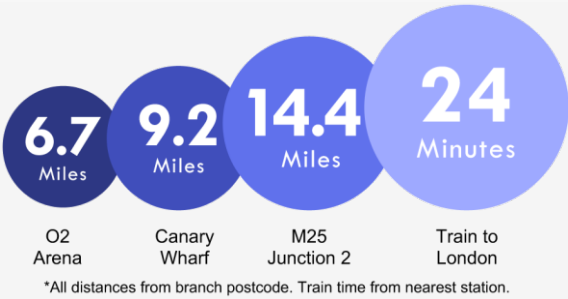 6.7
Miles
9.2
Miles
14.4
Miles
24
Minutes
O2
Arena
Canary
Wharf
M25
Junction 2
Train to
London
*All distances from branch postcode. Train time from nearest station.